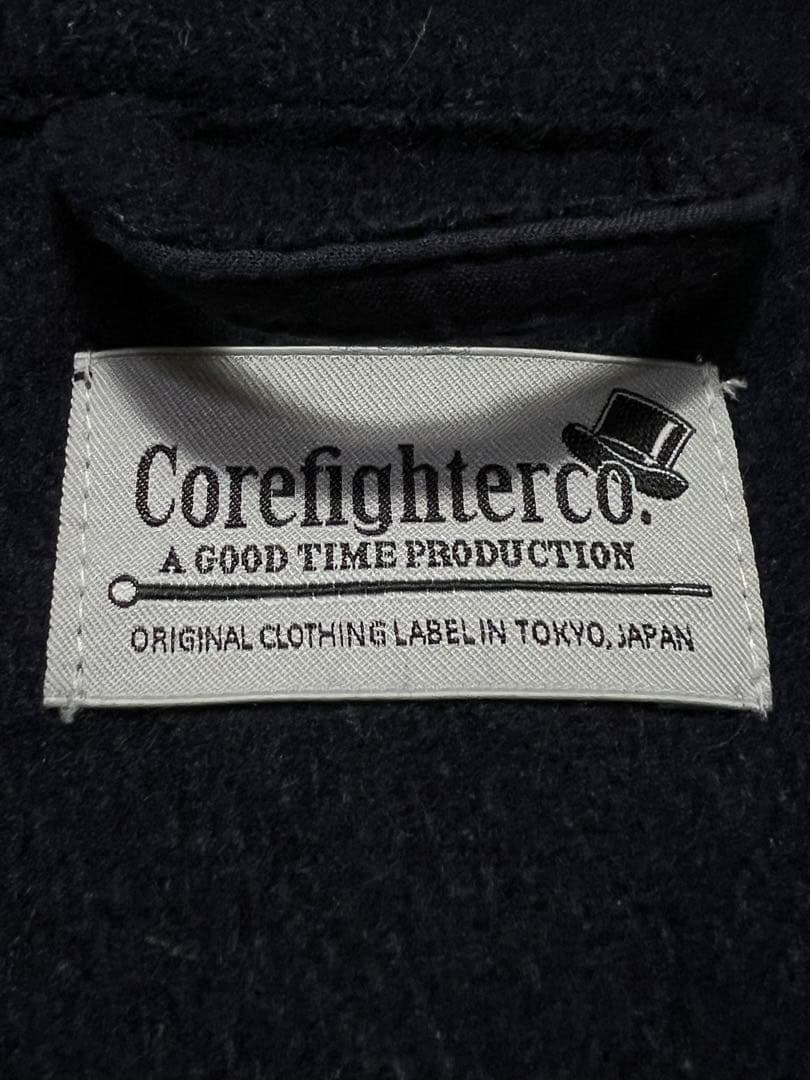 Corefighterco.
A GOOD TIME PRODUCTION
ORIGINAL CLOTHING LABEL IN TOKYO, JAPAN